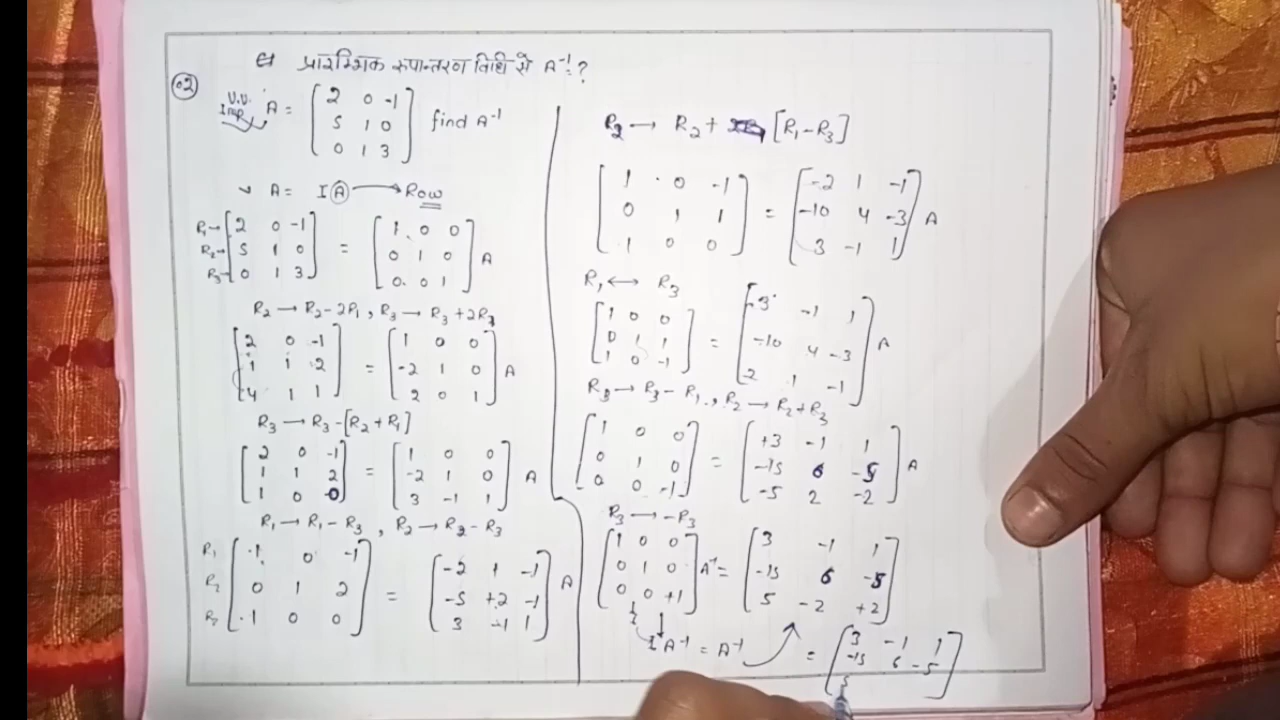 प्रारम्भिक रूपान्तरण विधि से A⁻¹ = ?
02
V.V. Imp
A = [2 0 -1
5 1 0
0 1 3] find A⁻¹
A = IA → Row
R₁→ [2 0 -1] = [1 0 0]
R₂→ [5 1 0] [0 1 0] A
R₃→ [0 1 3] [0 0 1]
R₂ → R₂ - 2R₁, R₃ → R₃ + 2R₁
[2 0 -1] = [1 0 0]
[1 1 2] [-2 1 0] A
[4 1 1] [2 0 1]
R₃ → R₃ - [R₂ + R₁]
[2 0 -1] = [1 0 0]
[1 1 2] [-2 1 0] A
[1 0 0] [3 -1 1]
R₁ → R₁ - R₃, R₂ → R₂ - R₃
R₁ [1 0 -1] = [-2 1 -1]
R₂ [0 1 2] [-5 +2 -1] A
[1 0 0] [3 -1 1]
R₂ → R₂ + [R₁ - R₃]
[1 0 -1] = [-2 1 -1]
[0 1 1] [-10 4 -3] A
[1 0 0] [3 -1 1]
R₁ ↔ R₃
[1 0 0] = [3 -1 1]
[0 1 1] [-10 4 -3] A
[1 0 -1] [-2 1 -1]
R₃ → R₃ - R₁, R₂ → R₂ + R₃
[1 0 0] = [+3 -1 1]
[0 1 0] [-15 6 -5] A
[0 0 -1] [-5 2 -2]
R₃ → -R₃
[1 0 0] [3 -1 1]
[0 1 0] A⁻¹ = [-15 6 -5]
[0 0 +1] [5 -2 +2]
I A⁻¹ = A⁻¹
= [3 -1 1
-15 6 -5
5